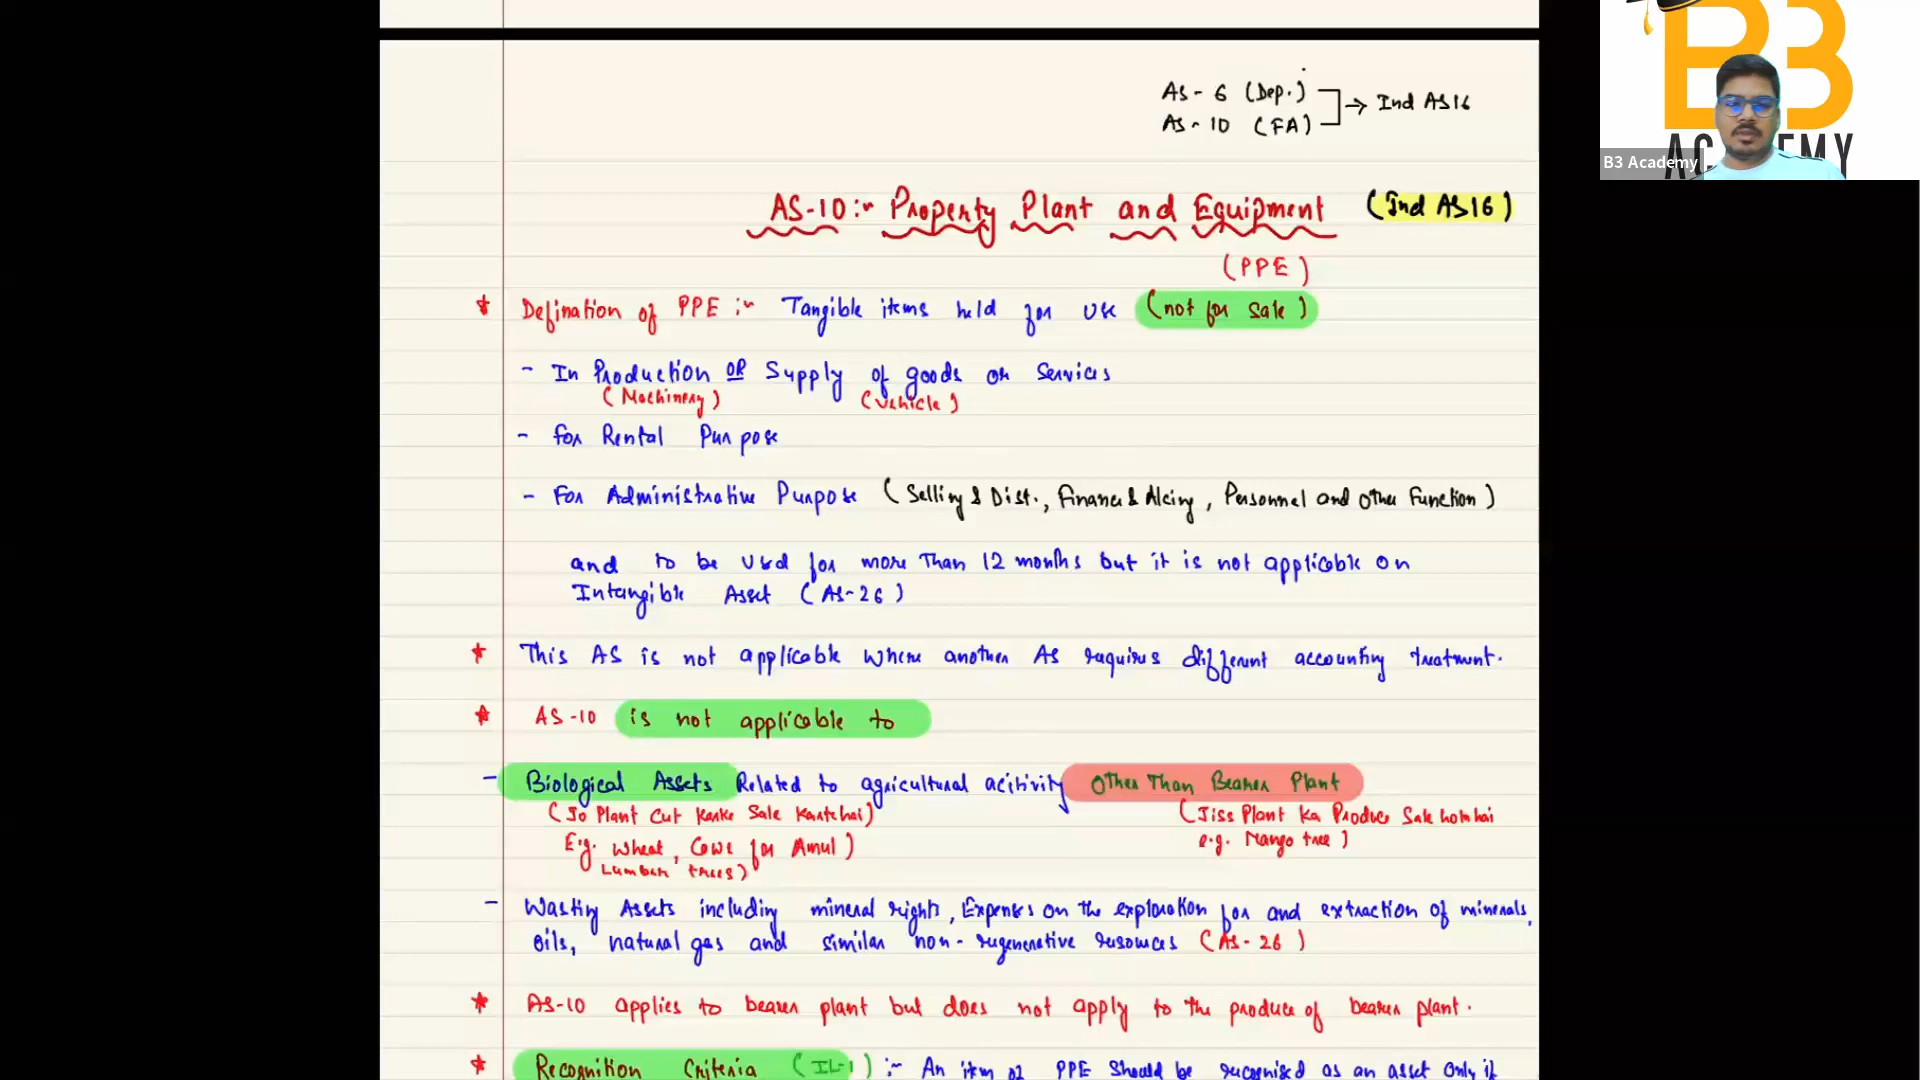 AS- 6 (Dep.)
AS- 10 (FA)
→ Ind AS16
B3
ACADEMY
B3 Academy
AS-10:- Property Plant and Equipment (Ind AS16)
(PPE)
* Defination of PPE :- Tangible items held for use (not for sale)
- In Production OR Supply of goods or Services
(Machinery) (Vehicle)
- For Rental Purpose
- For Administrative Purpose (Selling & Dist., Finance & A/cing, Personnel and other Function)
and to be used for more Than 12 months but it is not applicable on
Intangible Asset (AS-26)
* This AS is not applicable where another AS requires different accounting treatment.
* AS-10 is not applicable to
- Biological Assets Related to agricultural acitivity Other Than Bearer Plant
(Jo Plant cut karke Sale karte hai) (Jiss Plant ka Produce Sale hota hai
E.g. wheat, Cows for Amul) e.g. Mango tree)
Lumber trees)
- Wasting Assets including mineral rights, Expenses on the exploration for and extraction of minerals,
oils, natural gas and similar non-regenerative resources (AS-26)
* AS-10 applies to bearer plant but does not apply to the produce of bearer plant.
* Recognition Criteria (IL-1) :- An item of PPE should be recognised as an asset only if